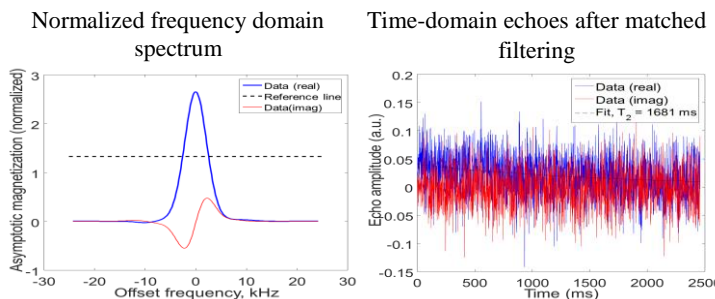 Normalized frequency domain
spectrum
Time-domain echoes after matched
filtering
Asymptotic magnetization (normalized)
3
2
1
0
-1
-30
-20
-10
0
10
20
30
Offset frequency, kHz
Data (real)
Reference line
Data(imag)
Echo amplitude (a.u.)
0.2
0.15
0.1
0.05
0
-0.05
-0.1
-0.15
0
500
1000
1500
2000
2500
Time (ms)
Data (real)
Data (imag)
Fit, T2 = 1681 ms